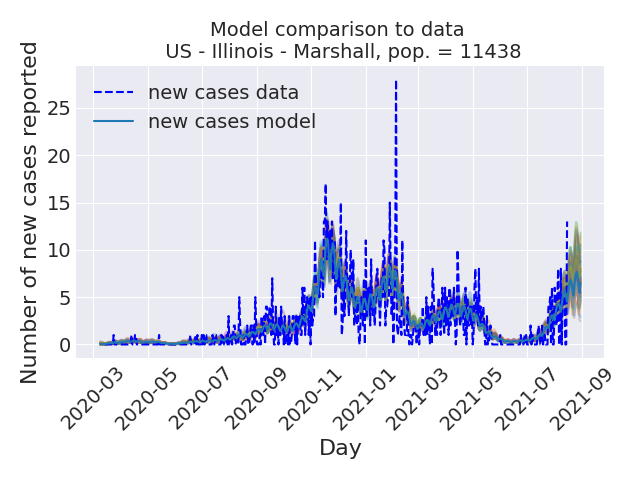 Model comparison to data
US - Illinois - Marshall, pop. = 11438
Number of new cases reported
new cases data
new cases model
25
20
15
10
5
0
2020-03
2020-05
2020-07
2020-09
2020-11
2021-01
2021-03
2021-05
2021-07
2021-09
Day